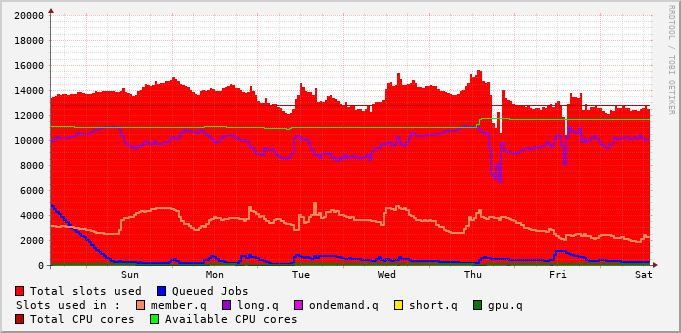 20000
18000
16000
14000
12000
10000
8000
6000
4000
2000
0
Sun Mon Tue Wed Thu Fri Sat
RRDTOOL / TOBI OETIKER
Total slots used Queued Jobs
Slots used in : member.q long.q ondemand.q short.q gpu.q
Total CPU cores Available CPU cores